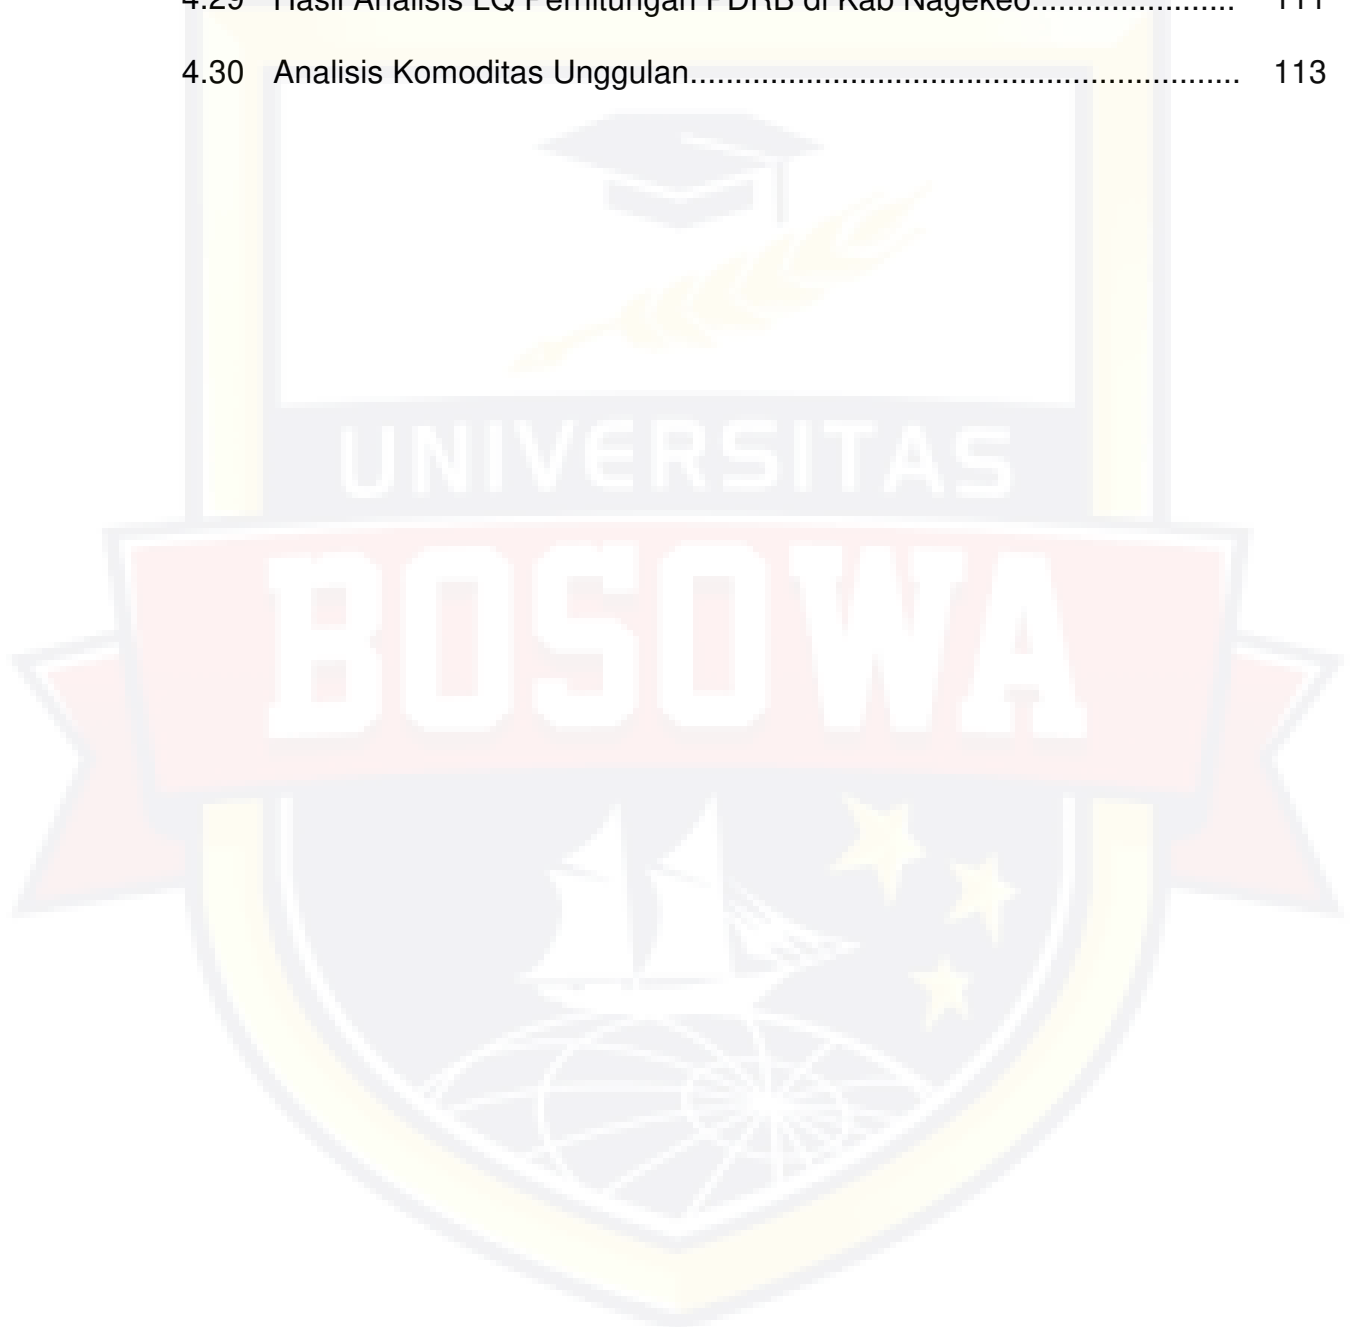 4.29 Hasil Analisis LQ Perhitungan PDRB di Kab Nagekeo....................... 111
4.30 Analisis Komoditas Unggulan.............................................................. 113
UNIVERSITAS
BOSOWA